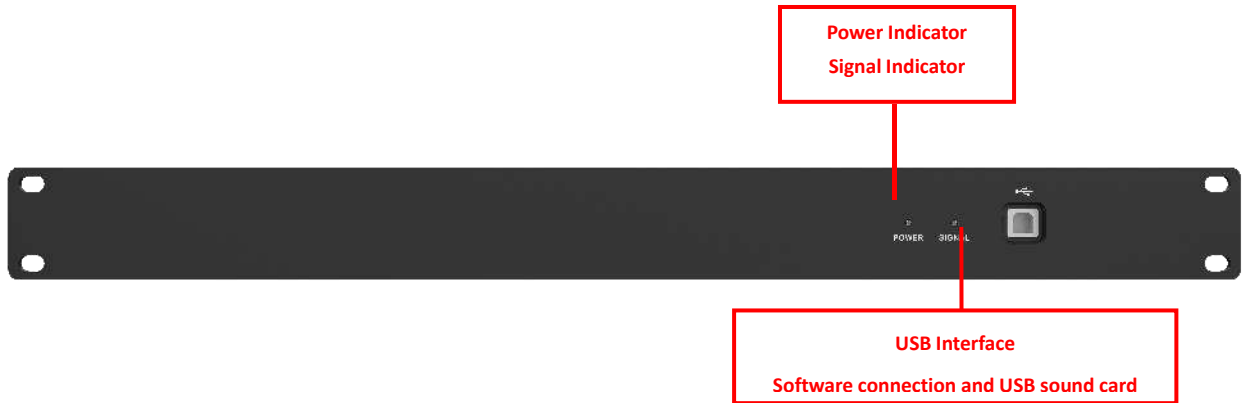 Power Indicator
Signal Indicator
POWER SIGNAL
USB Interface
Software connection and USB sound card